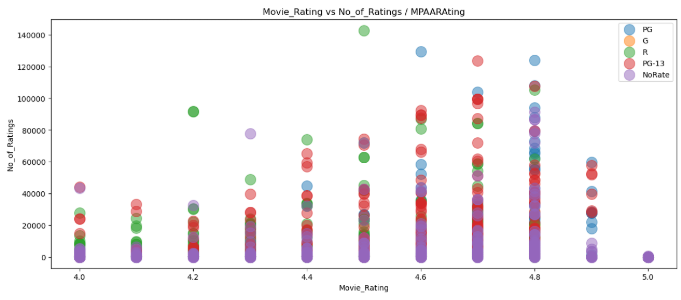 Movie_Rating vs No_of_Ratings / MPAARAting
PG
G
R
PG-13
NoRate
140000
120000
100000
80000
60000
40000
20000
0
No_of_Ratings
4.0 4.2 4.4 4.6 4.8 5.0
Movie_Rating